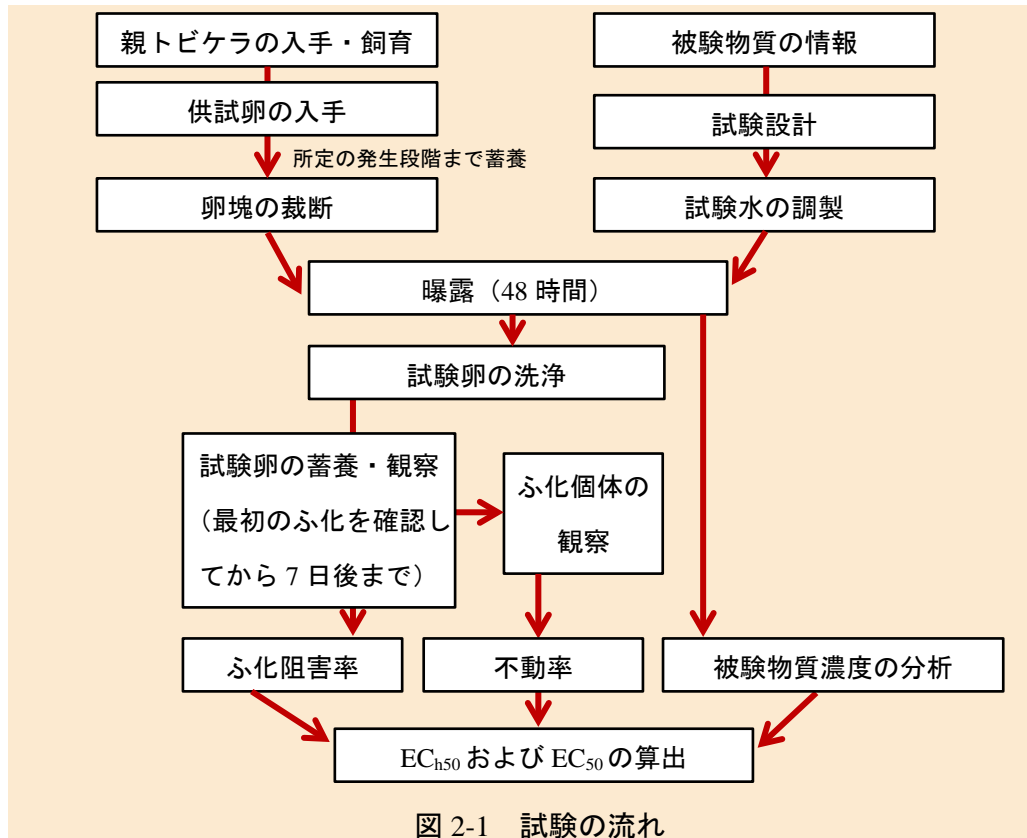 親トビケラの入手・飼育
被験物質の情報
供試卵の入手
試験設計
所定の発生段階まで蓄養
卵塊の裁断
試験水の調製
曝露（48 時間）
試験卵の洗浄
試験卵の蓄養・観察
（最初のふ化を確認し
てから 7 日後まで）
ふ化個体の
観察
ふ化阻害率
不動率
被験物質濃度の分析
ECh50 および EC50 の算出
図 2-1　試験の流れ